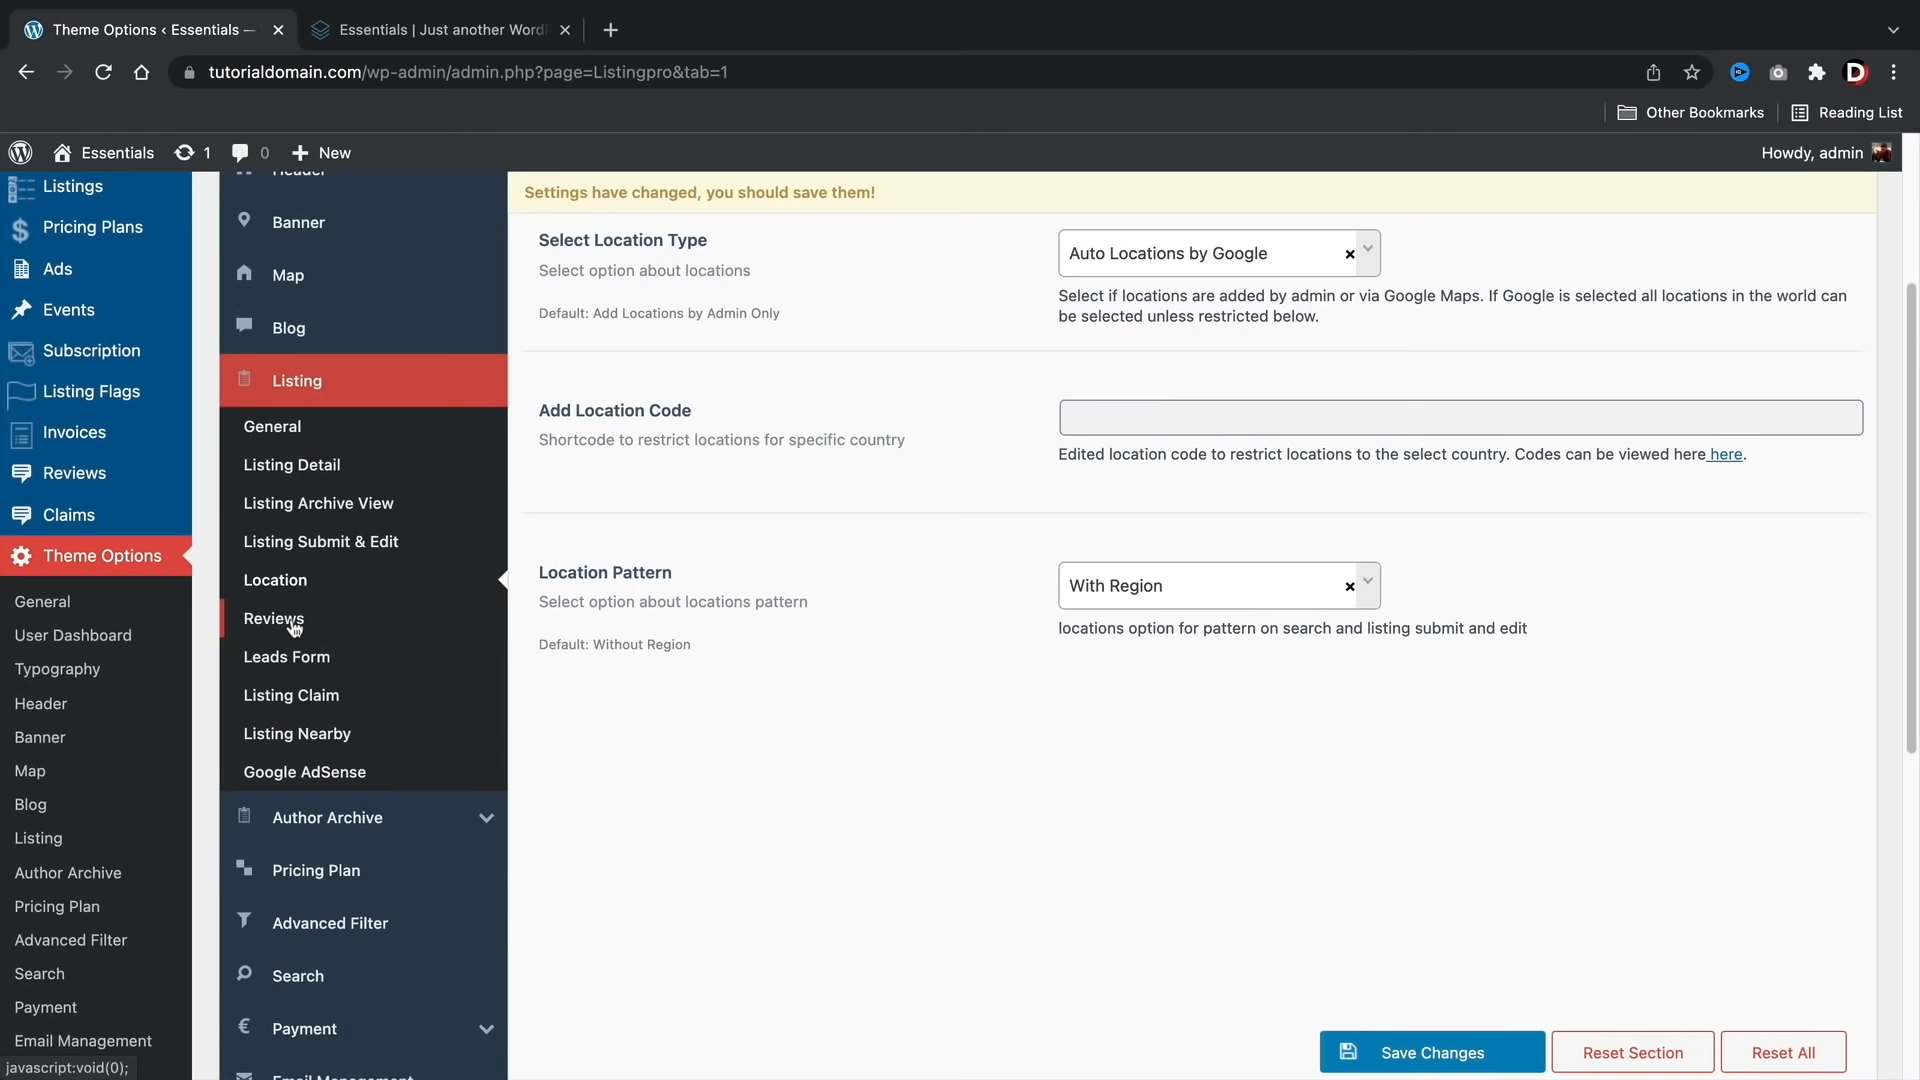 Theme Options ‹ Essentials —
Essentials | Just another Word
tutorialdomain.com/wp-admin/admin.php?page=Listingpro&tab=1
Other Bookmarks
Reading List
Essentials
1
0
New
Howdy, admin
Listings
Pricing Plans
Ads
Events
Subscription
Listing Flags
Invoices
Reviews
Claims
Theme Options
General
User Dashboard
Typography
Header
Banner
Map
Blog
Listing
Author Archive
Pricing Plan
Advanced Filter
Search
Payment
Email Management
javascript:void(0);
Header
Banner
Map
Blog
Listing
General
Listing Detail
Listing Archive View
Listing Submit & Edit
Location
Reviews
Leads Form
Listing Claim
Listing Nearby
Google AdSense
Author Archive
Pricing Plan
Advanced Filter
Search
Payment
Email Management
Settings have changed, you should save them!
Select Location Type
Select option about locations
Default: Add Locations by Admin Only
Auto Locations by Google
Select if locations are added by admin or via Google Maps. If Google is selected all locations in the world can
be selected unless restricted below.
Add Location Code
Shortcode to restrict locations for specific country
Edited location code to restrict locations to the select country. Codes can be viewed here here.
Location Pattern
Select option about locations pattern
Default: Without Region
With Region
locations option for pattern on search and listing submit and edit
Save Changes
Reset Section
Reset All